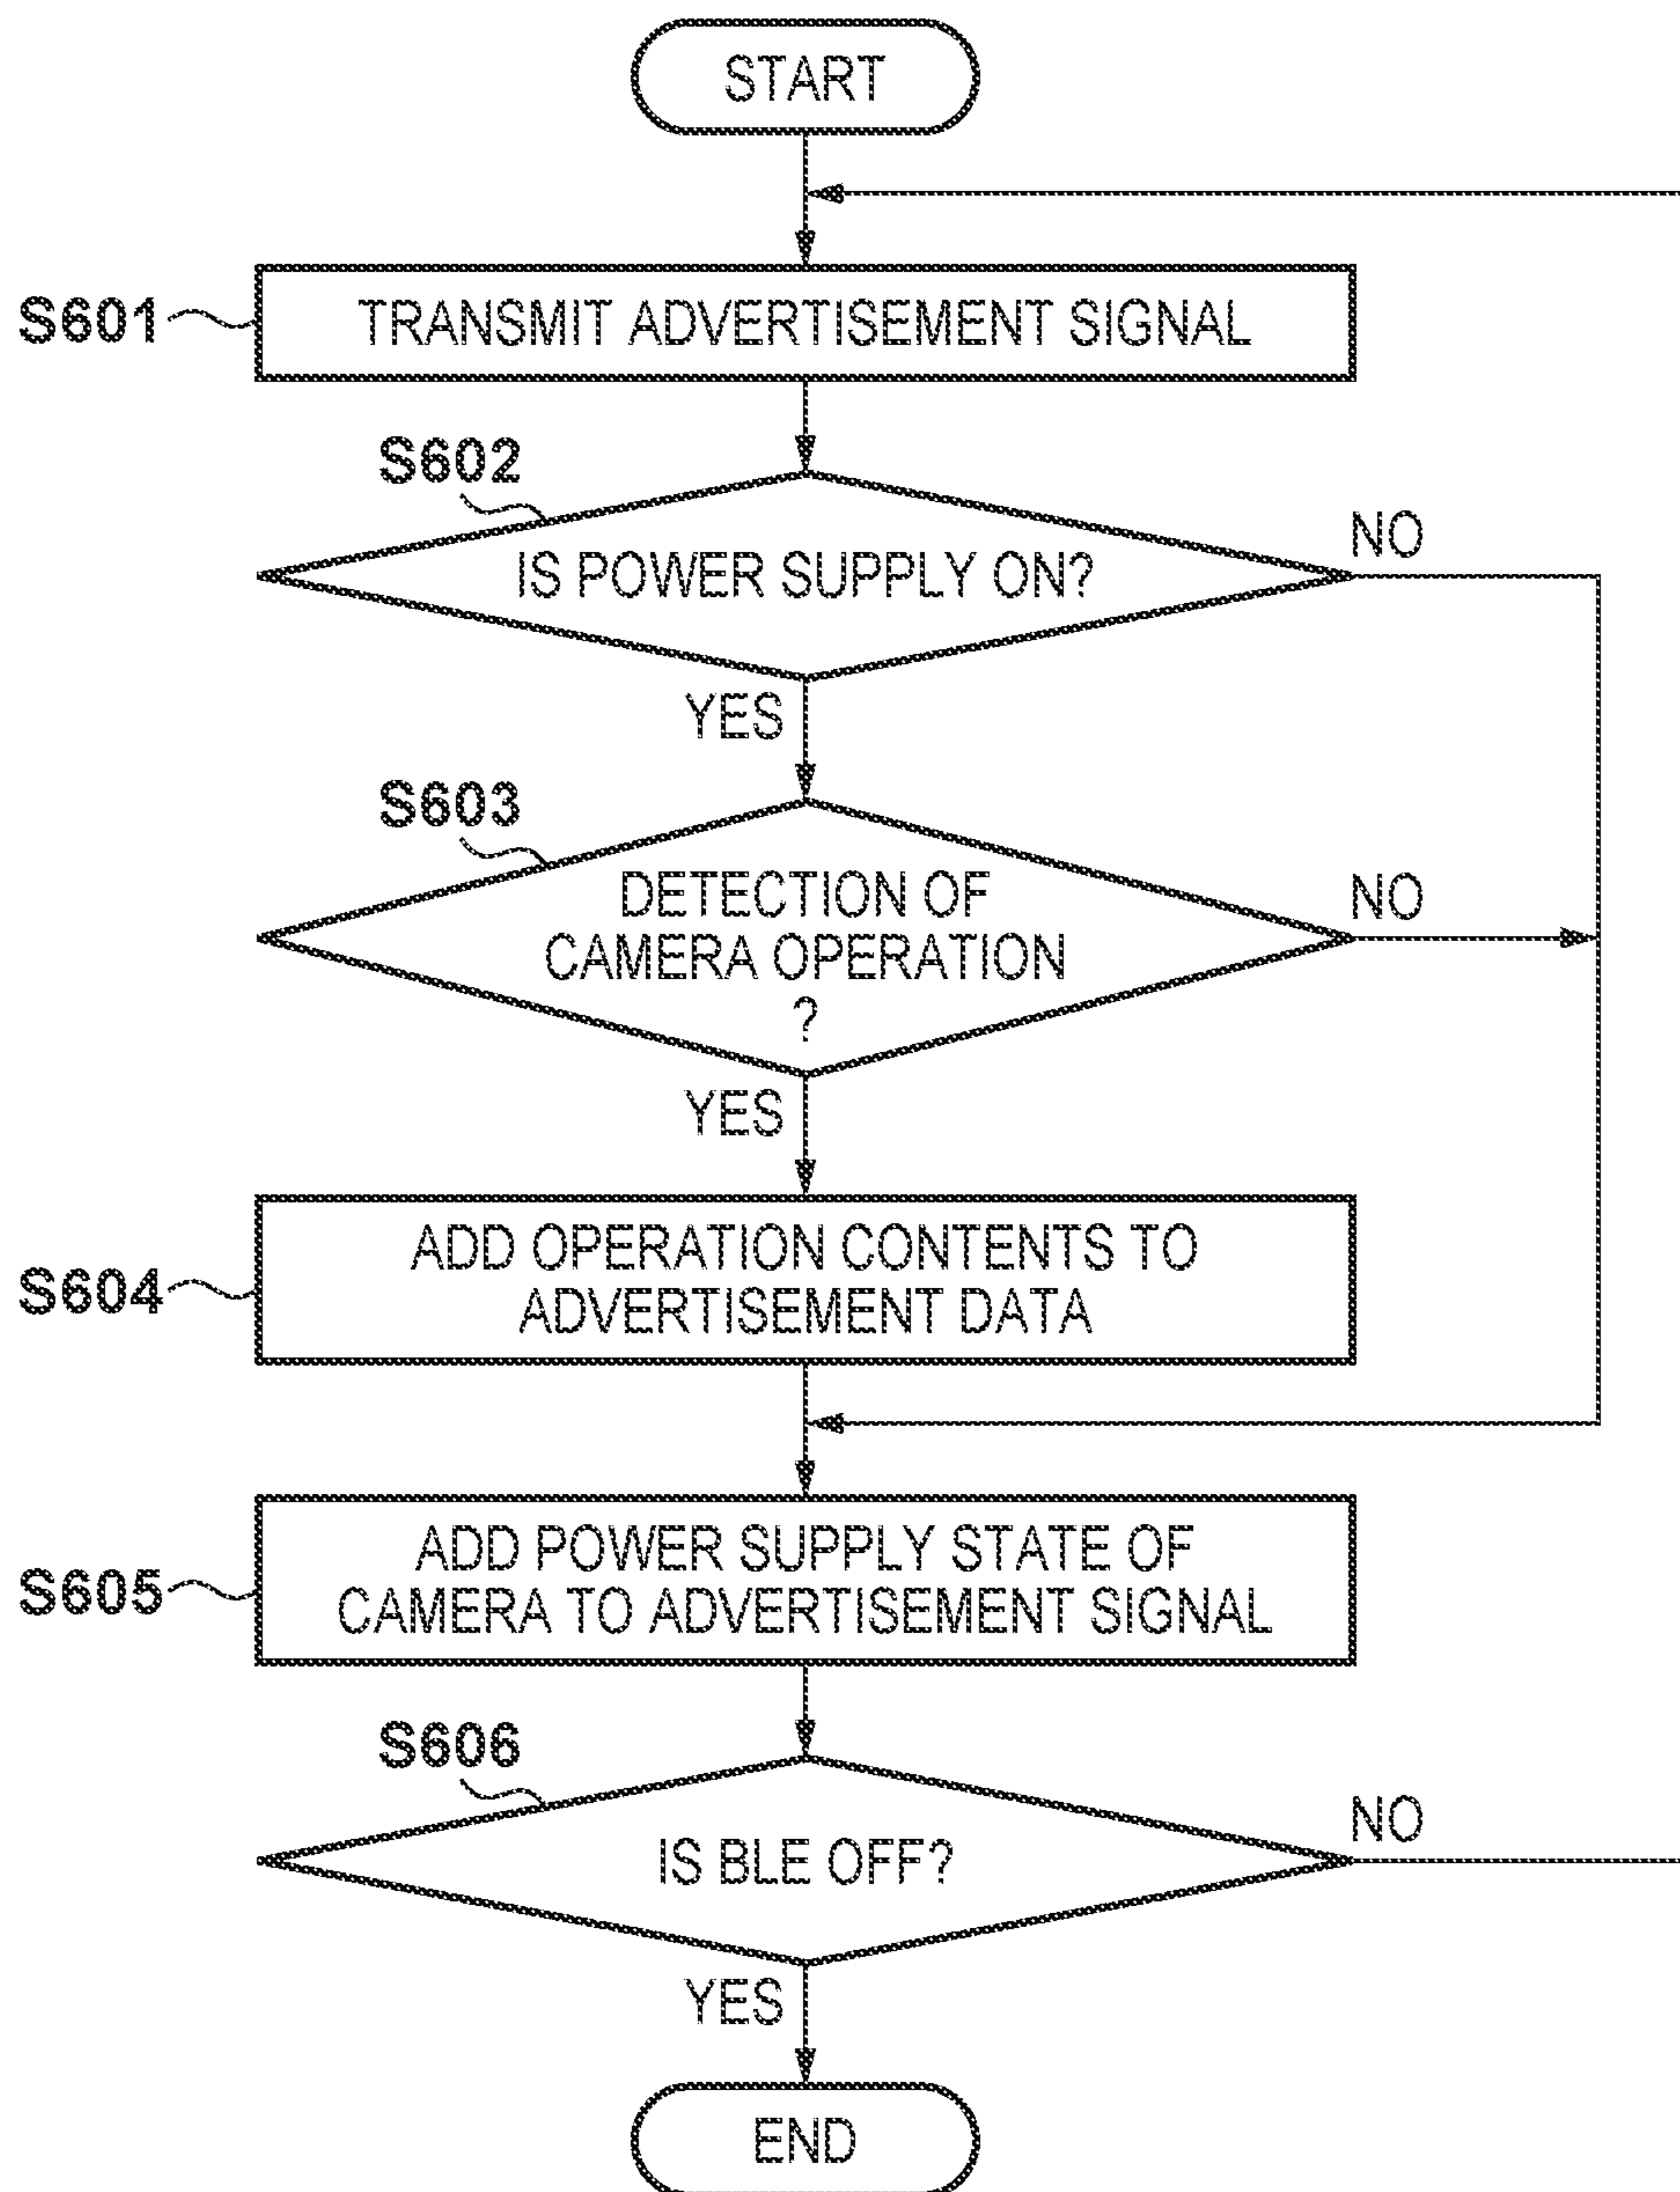 START
S601
TRANSMIT ADVERTISEMENT SIGNAL
S602
IS POWER SUPPLY ON?
NO
YES
S603
DETECTION OF
CAMERA OPERATION
?
NO
YES
S604
ADD OPERATION CONTENTS TO
ADVERTISEMENT DATA
S605
ADD POWER SUPPLY STATE OF
CAMERA TO ADVERTISEMENT SIGNAL
S606
IS BLE OFF?
NO
YES
END